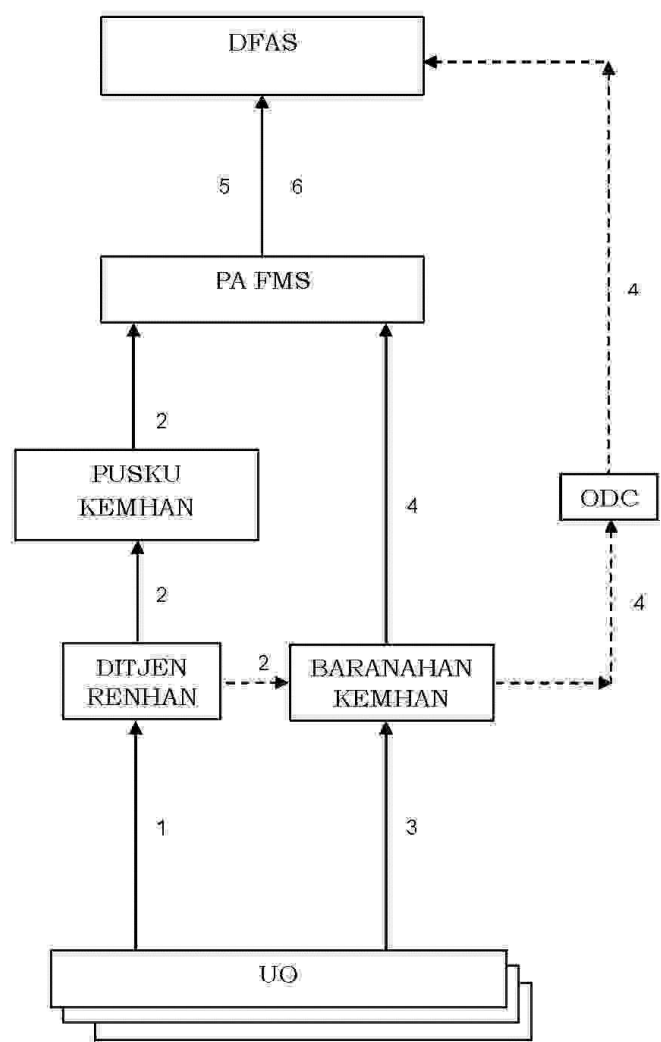 DFAS
5 6
PA FMS
4
2
PUSKU
KEMHAN
4
ODC
2
4
DITJEN
RENHAN
2
BARANAHAN
KEMHAN
1
3
UO